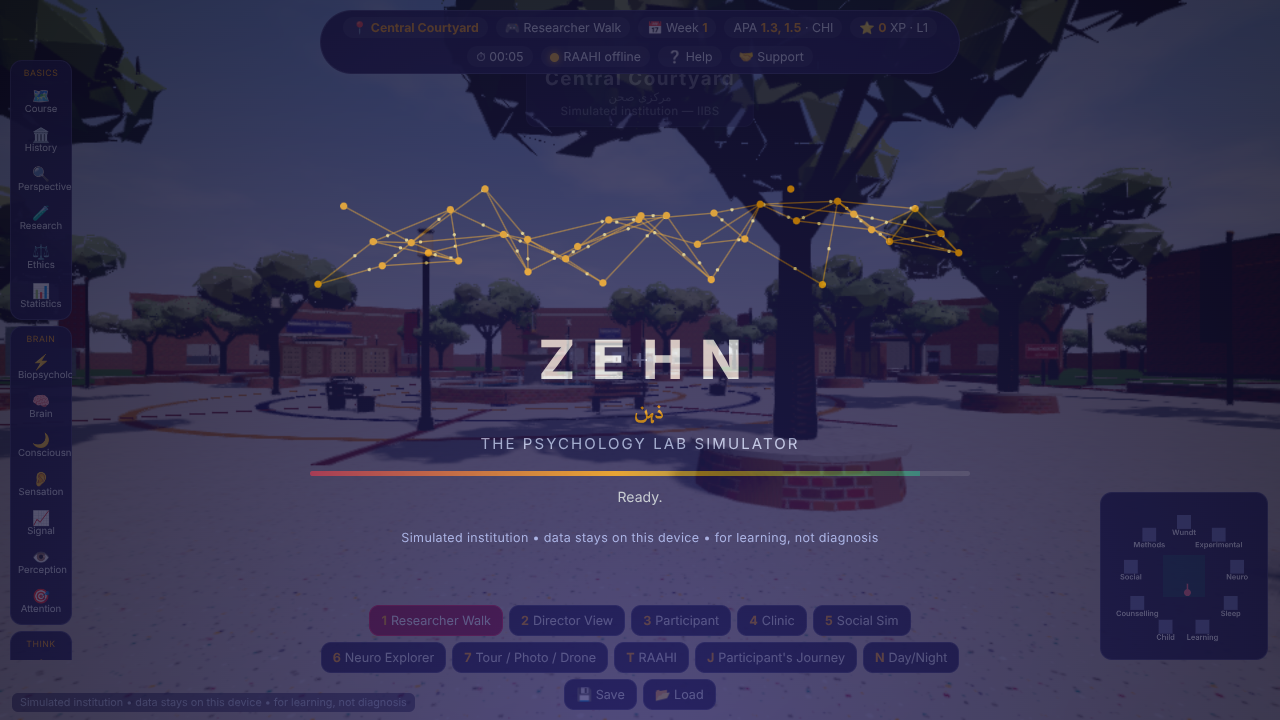 📍 Central Courtyard
🎮 Researcher Walk
📅 Week 1
APA 1.3, 1.5 · CHI
⭐ 0 XP · L1
⏱ 00:05
RAAHI offline
❔ Help
🤝 Support
Central Courtyard
مرکزی صحن
Simulated institution — IIBS
BASICS
Course
History
Perspective
Research
Ethics
Statistics
BRAIN
Biopsycholo
Brain
Consciousn
Sensation
Signal
Perception
Attention
THINK
ZEHN
ذہن
THE PSYCHOLOGY LAB SIMULATOR
Ready.
Simulated institution • data stays on this device • for learning, not diagnosis
Wundt
Methods
Experimental
Social
Neuro
Counselling
Sleep
Child
Learning
1 Researcher Walk
2 Director View
3 Participant
4 Clinic
5 Social Sim
6 Neuro Explorer
7 Tour / Photo / Drone
T RAAHI
J Participant's Journey
N Day/Night
💾 Save
📂 Load
Simulated institution • data stays on this device • for learning, not diagnosis